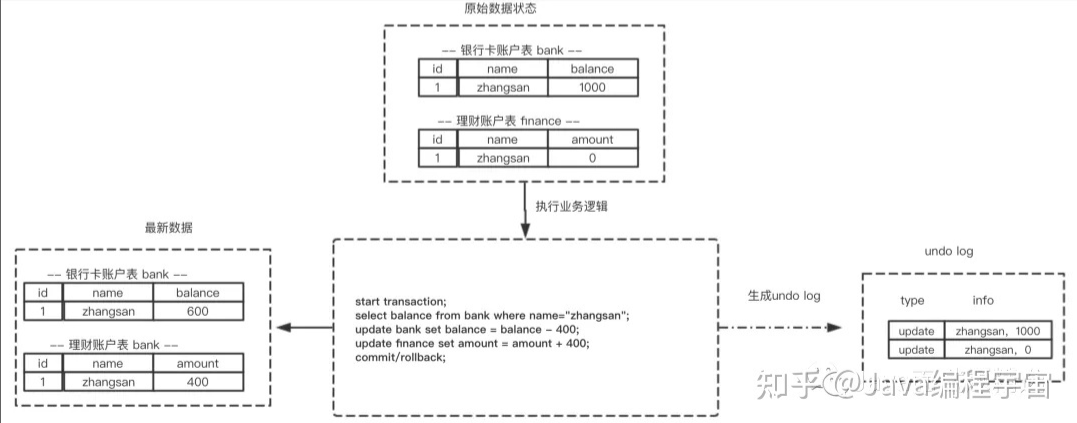 原始数据状态
-- 银行卡账户表 bank --
id name balance
1 zhangsan 1000
-- 理财账户表 finance --
id name amount
1 zhangsan 0
执行业务逻辑
最新数据
-- 银行卡账户表 bank --
id name balance
1 zhangsan 600
-- 理财账户表 bank --
id name amount
1 zhangsan 400
start transaction;
select balance from bank where name="zhangsan";
update bank set balance = balance - 400;
update finance set amount = amount + 400;
commit/rollback;
生成undo log
undo log
type info
update zhangsan, 1000
update zhangsan, 0
知乎 @Java编程宇宙